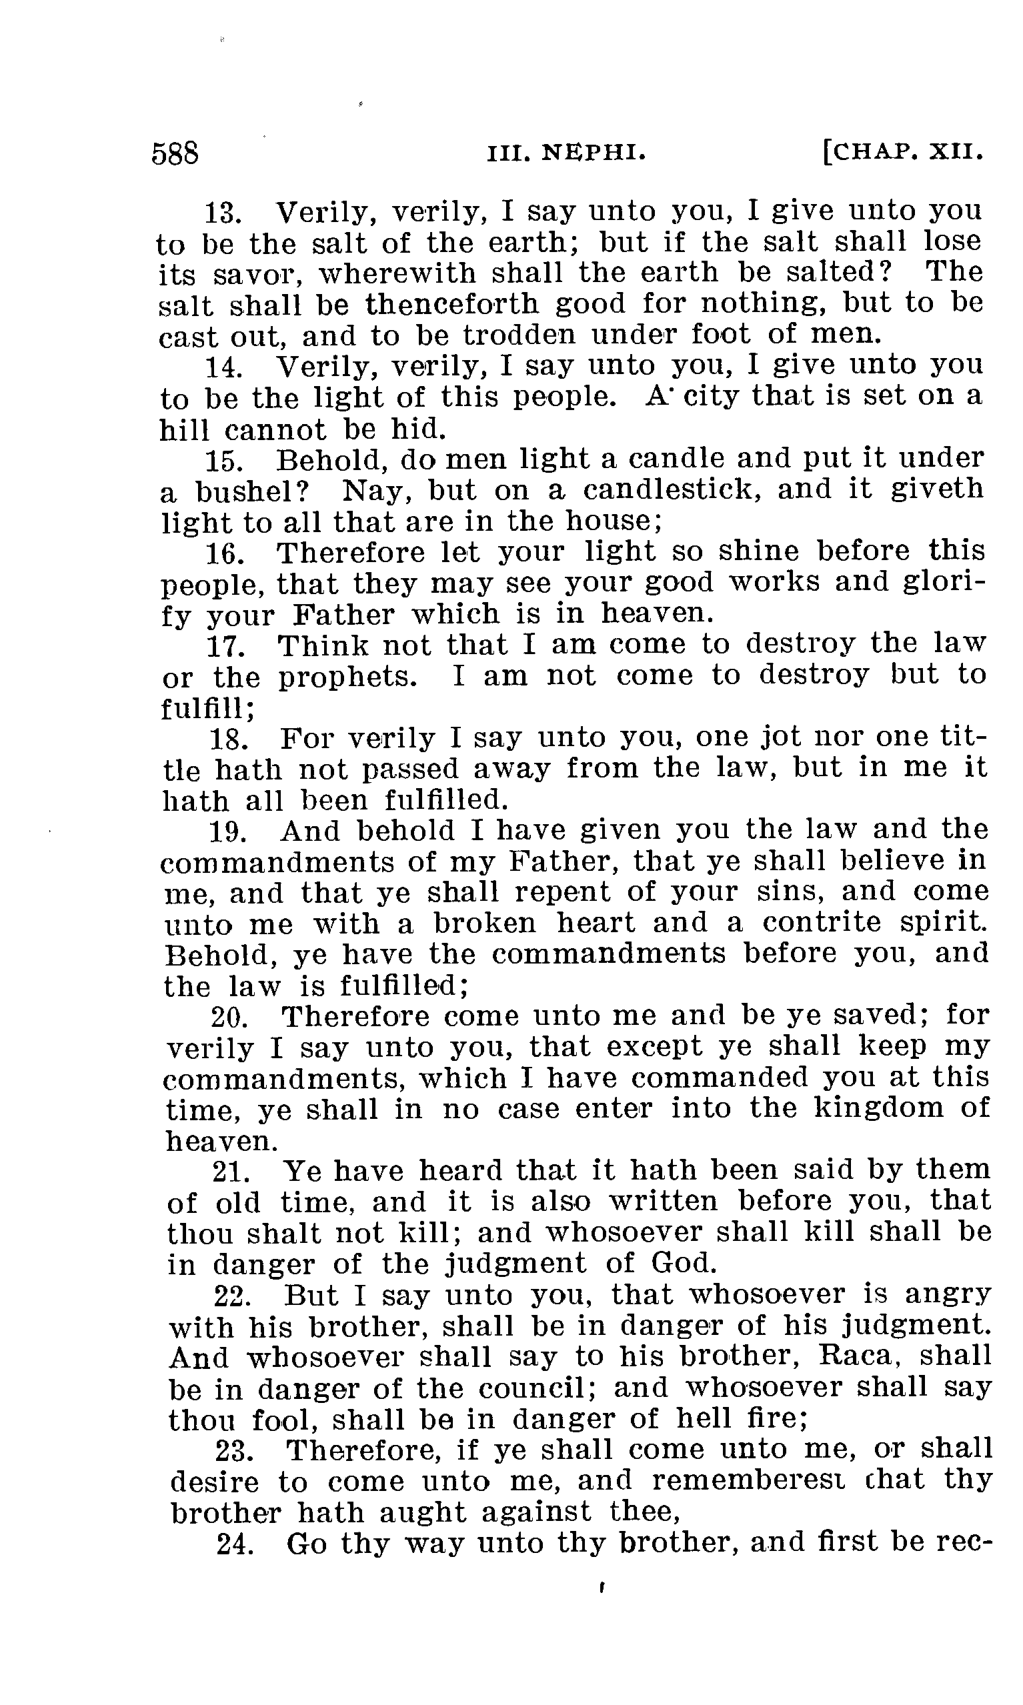 588 III. NEPHI. [CHAP. XII.
13. Verily, verily, I say unto you, I give unto you
to be the salt of the earth; but if the salt shall lose
its savor, wherewith shall the earth be salted? The
salt shall be thenceforth good for nothing, but to be
cast out, and to be trodden under foot of men.
14. Verily, verily, I say unto you, I give unto you
to be the light of this people. A city that is set on a
hill cannot be hid.
15. Behold, do men light a candle and put it under
a bushel? Nay, but on a candlestick, and it giveth
light to all that are in the house;
16. Therefore let your light so shine before this
people, that they may see your good works and glori-
fy your Father which is in heaven.
17. Think not that I am come to destroy the law
or the prophets. I am not come to destroy but to
fulfill;
18. For verily I say unto you, one jot nor one tit-
tle hath not passed away from the law, but in me it
hath all been fulfilled.
19. And behold I have given you the law and the
commandments of my Father, that ye shall believe in
me, and that ye shall repent of your sins, and come
unto me with a broken heart and a contrite spirit.
Behold, ye have the commandments before you, and
the law is fulfilled;
20. Therefore come unto me and be ye saved; for
verily I say unto you, that except ye shall keep my
commandments, which I have commanded you at this
time, ye shall in no case enter into the kingdom of
heaven.
21. Ye have heard that it hath been said by them
of old time, and it is also written before you, that
thou shalt not kill; and whosoever shall kill shall be
in danger of the judgment of God.
22. But I say unto you, that whosoever is angry
with his brother, shall be in danger of his judgment.
And whosoever shall say to his brother, Raca, shall
be in danger of the council; and whosoever shall say
thou fool, shall be in danger of hell fire;
23. Therefore, if ye shall come unto me, or shall
desire to come unto me, and rememberest that thy
brother hath aught against thee,
24. Go thy way unto thy brother, and first be rec-